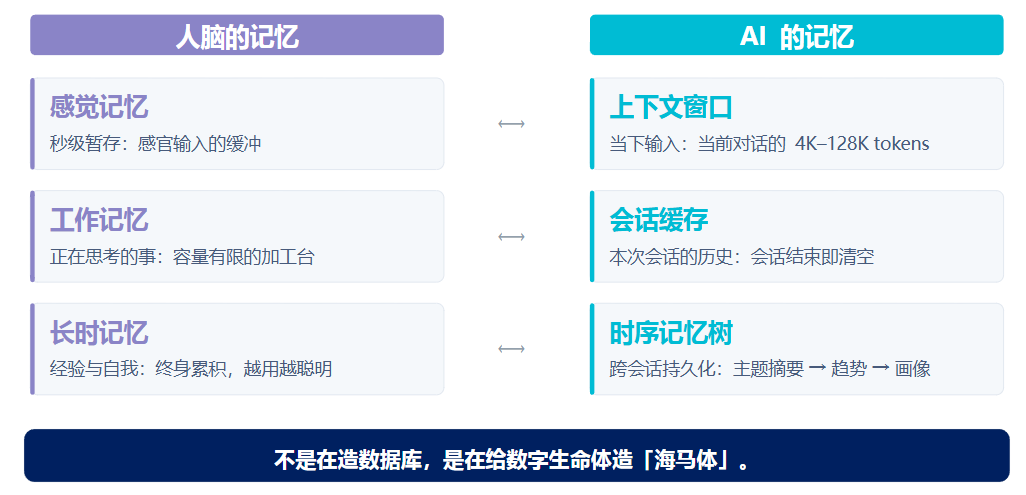 人脑的记忆
AI 的记忆
感觉记忆
秒级暂存：感官输入的缓冲
↔
上下文窗口
当下输入：当前对话的 4K–128K tokens
工作记忆
正在思考的事：容量有限的加工台
↔
会话缓存
本次会话的历史：会话结束即清空
长时记忆
经验与自我：终身累积，越用越聪明
↔
时序记忆树
跨会话持久化：主题摘要 → 趋势 → 画像
不是在造数据库，是在给数字生命体造「海马体」。